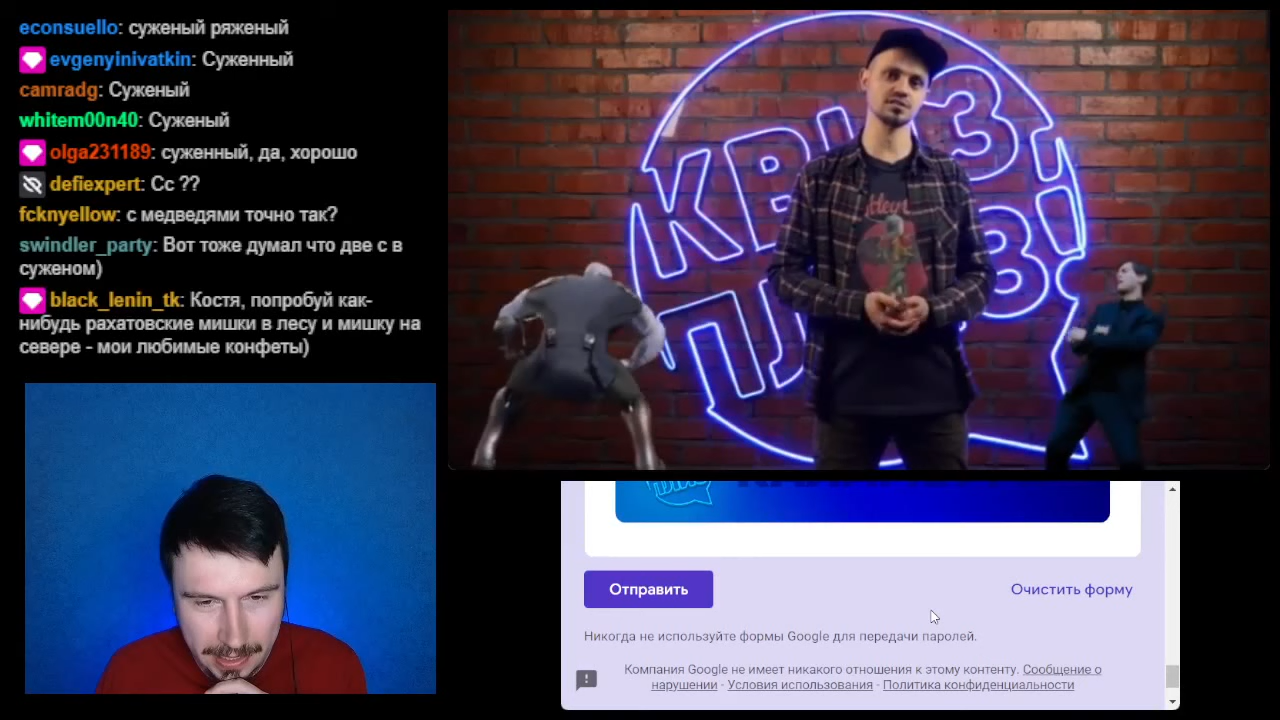 econsuello: суженый ряженый
evgenyinivatkin: Суженный
camradg: Суженый
whitem00n40: Суженый
olga231189: суженный, да, хорошо
defiexpert: Сс ??
fcknyellow: с медведями точно так?
swindler_party: Вот тоже думал что две с в
суженом)
black_lenin_tk: Костя, попробуй как-
нибудь рахатовские мишки в лесу и мишку на
севере - мои любимые конфеты)
КВИЗ
ПЛИЗ
Отправить
Очистить форму
Никогда не используйте формы Google для передачи паролей.
Компания Google не имеет никакого отношения к этому контенту. Сообщение о
нарушении · Условия использования · Политика конфиденциальности